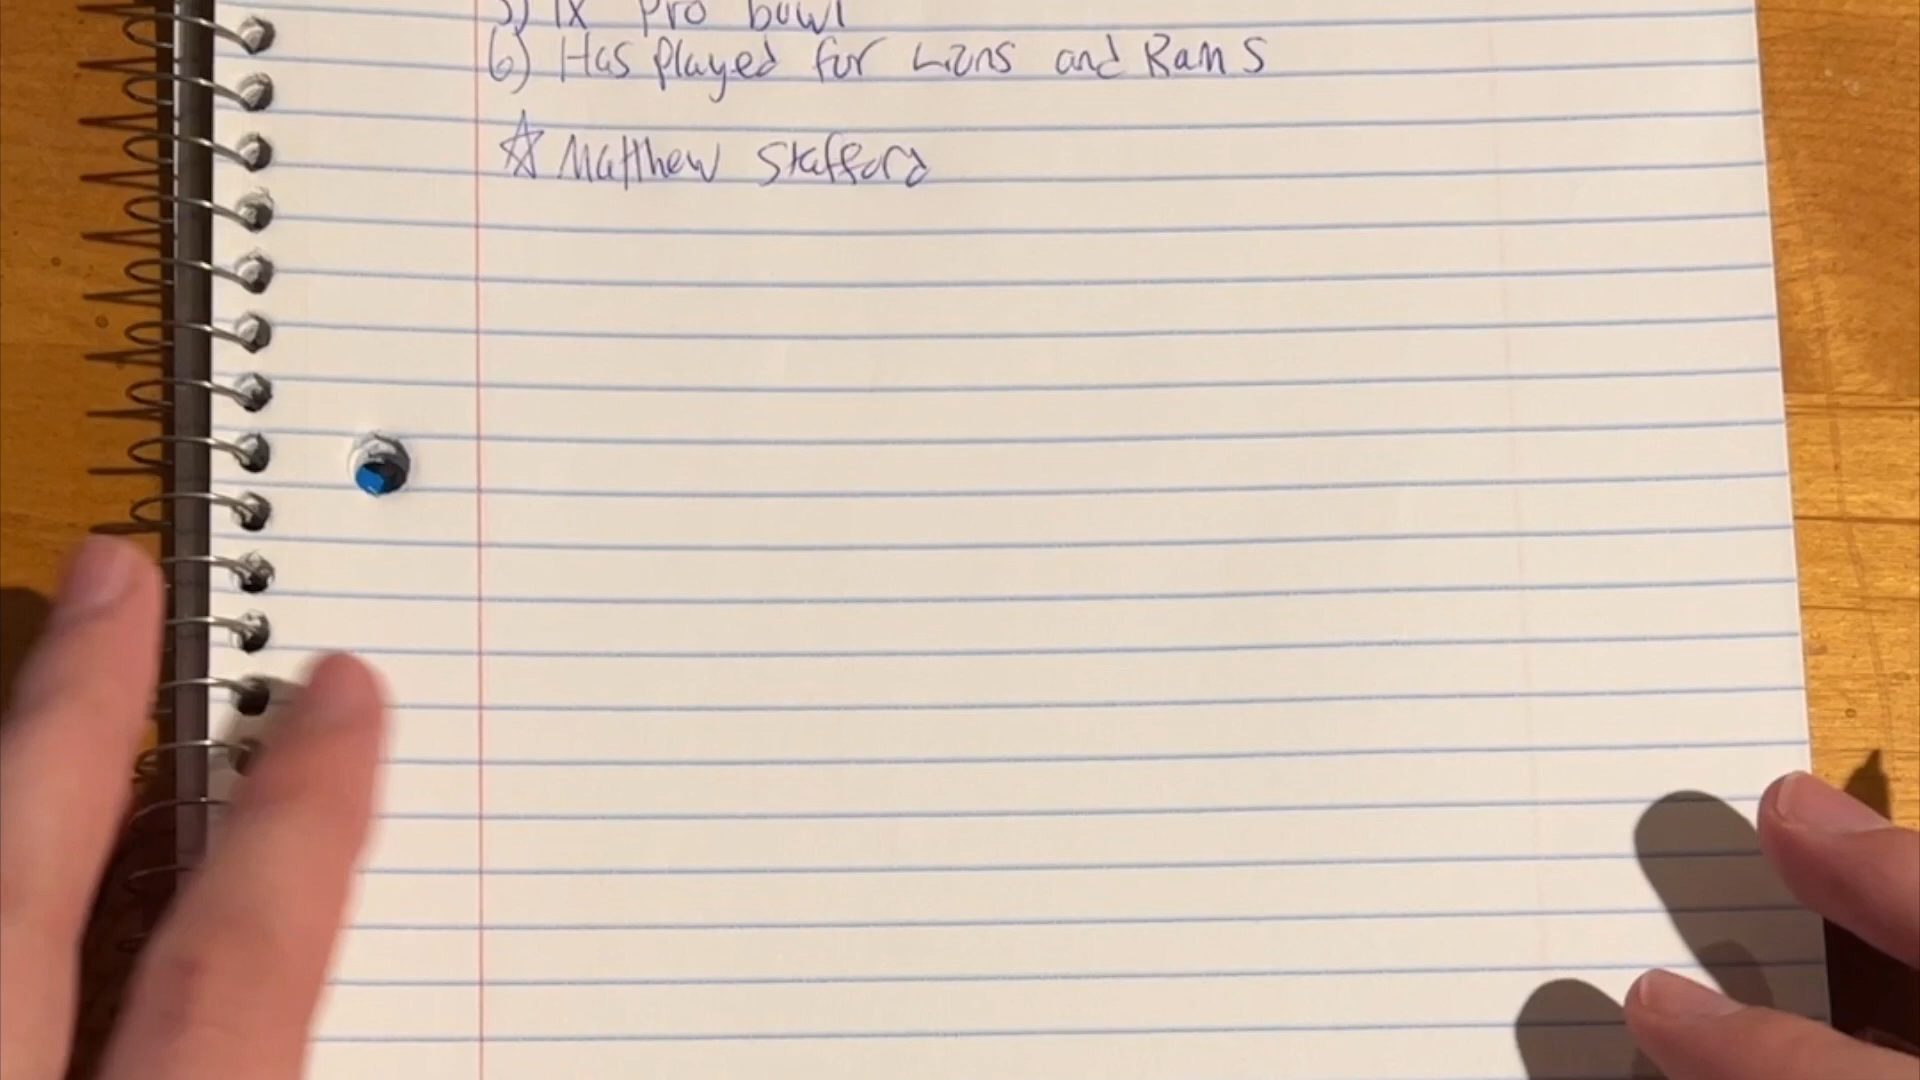 5) 1x Pro bowl
6) Has played for Lions and Rams
☆ Matthew Stafford